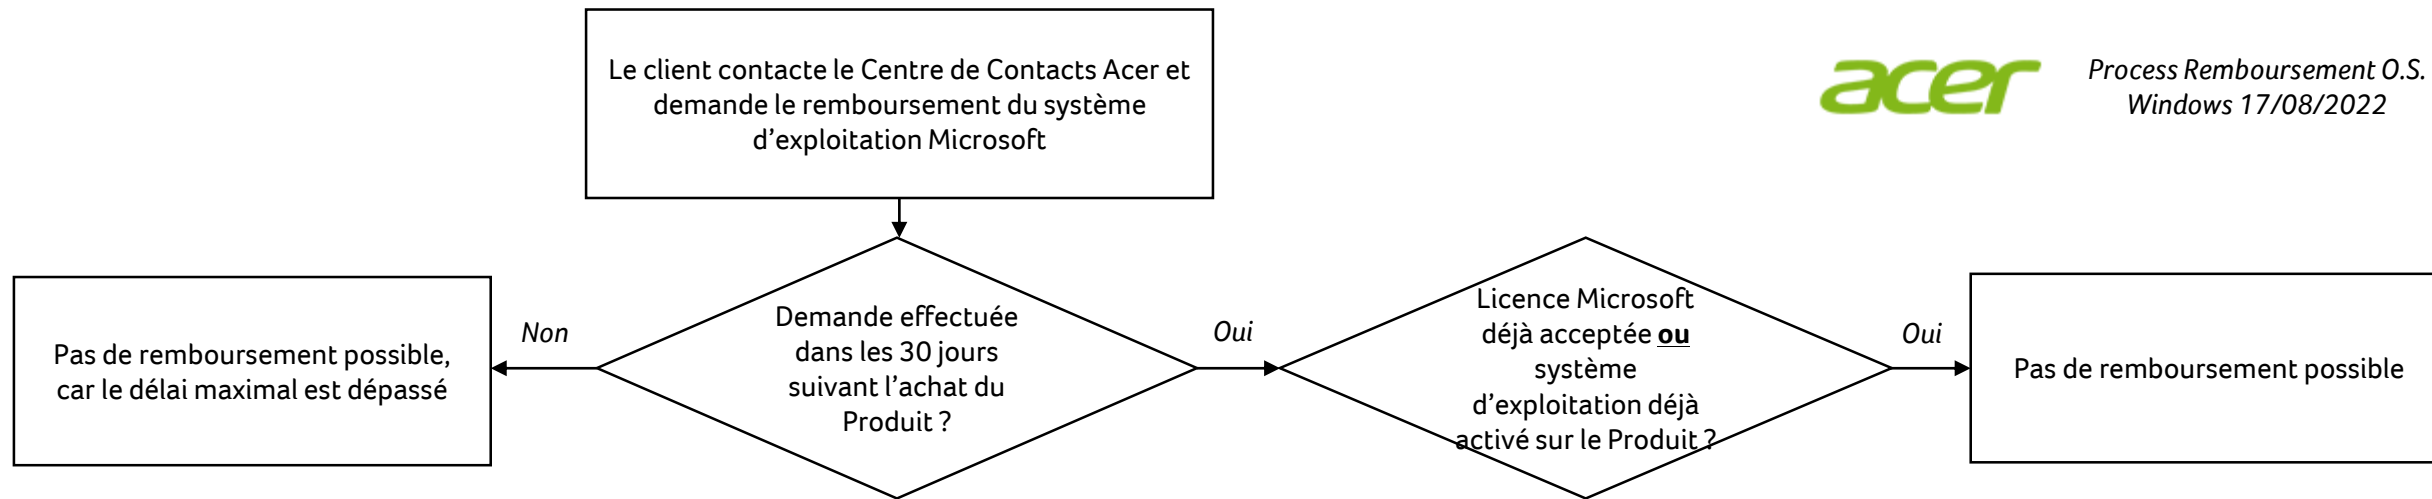 Le client contacte le Centre de Contacts Acer et
demande le remboursement du système
d'exploitation Microsoft
acer
Process Remboursement O.S.
Windows 17/08/2022
Pas de remboursement possible,
car le délai maximal est dépassé
Non
Demande effectuée
dans les 30 jours
suivant l'achat du
Produit ?
Oui
Licence Microsoft
déjà acceptée ou
système
d'exploitation déjà
activé sur le Produit ?
Oui
Pas de remboursement possible